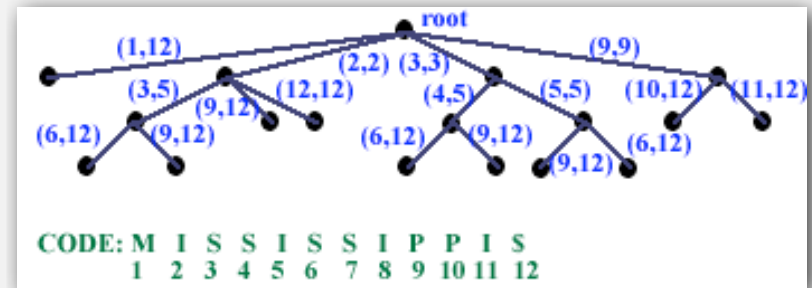 root
(1,12) (2,2) (3,3) (9,9)
(3,5) (9,12) (12,12) (4,5) (5,5) (10,12) (11,12)
(6,12) (9,12) (6,12) (9,12) (9,12) (6,12)
CODE: M I S S I S S I P P I $
1 2 3 4 5 6 7 8 9 10 11 12